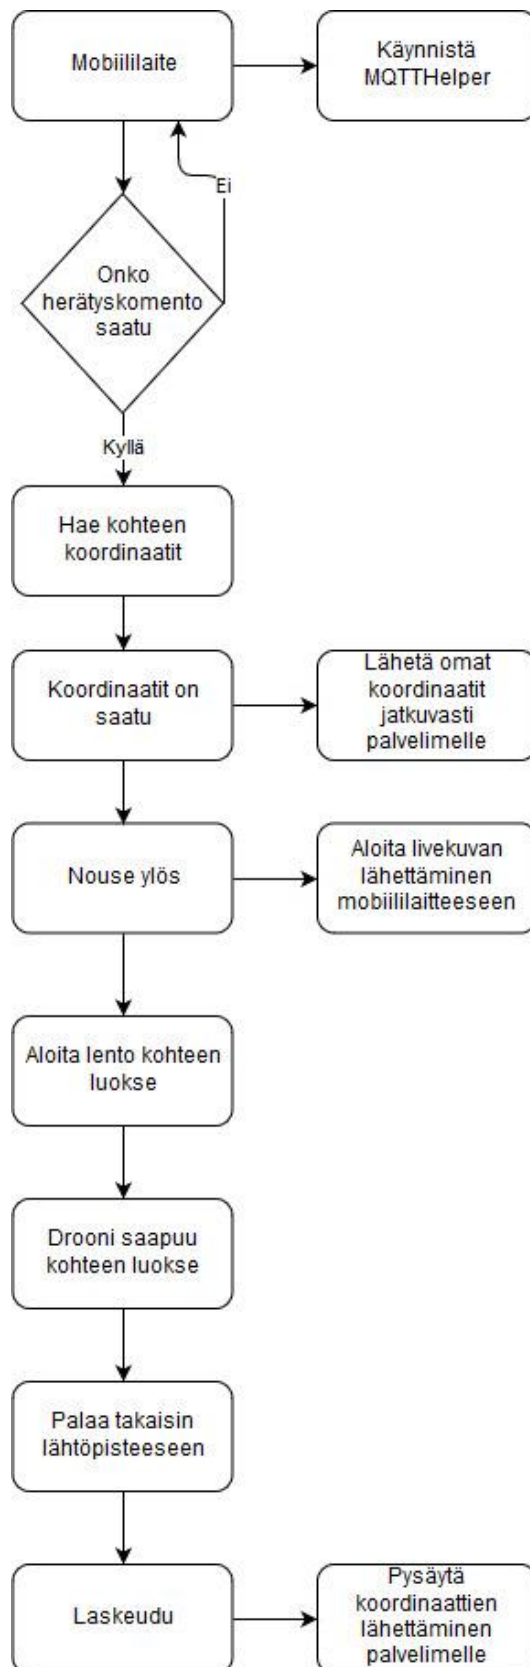 Mobiililaite
Käynnistä
MQTTHelper
Ei
Onko
herätyskomento
saatu
Kyllä
Hae kohteen
koordinaatit
Koordinaatit on
saatu
Lähetä omat
koordinaatit
jatkuvasti
palvelimelle
Nouse ylös
Aloita livekuvan
lähettäminen
mobiililaitteeseen
Aloita lento kohteen
luokse
Drooni saapuu
kohteen luokse
Palaa takaisin
lähtöpisteeseen
Laskeudu
Pysäytä
koordinaattien
lähettäminen
palvelimelle